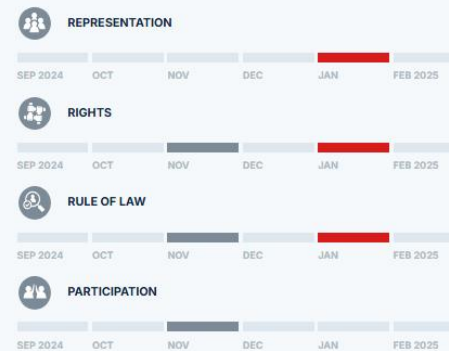 REPRESENTATION
SEP 2024 OCT NOV DEC JAN FEB 2025
RIGHTS
SEP 2024 OCT NOV DEC JAN FEB 2025
RULE OF LAW
SEP 2024 OCT NOV DEC JAN FEB 2025
PARTICIPATION
SEP 2024 OCT NOV DEC JAN FEB 2025